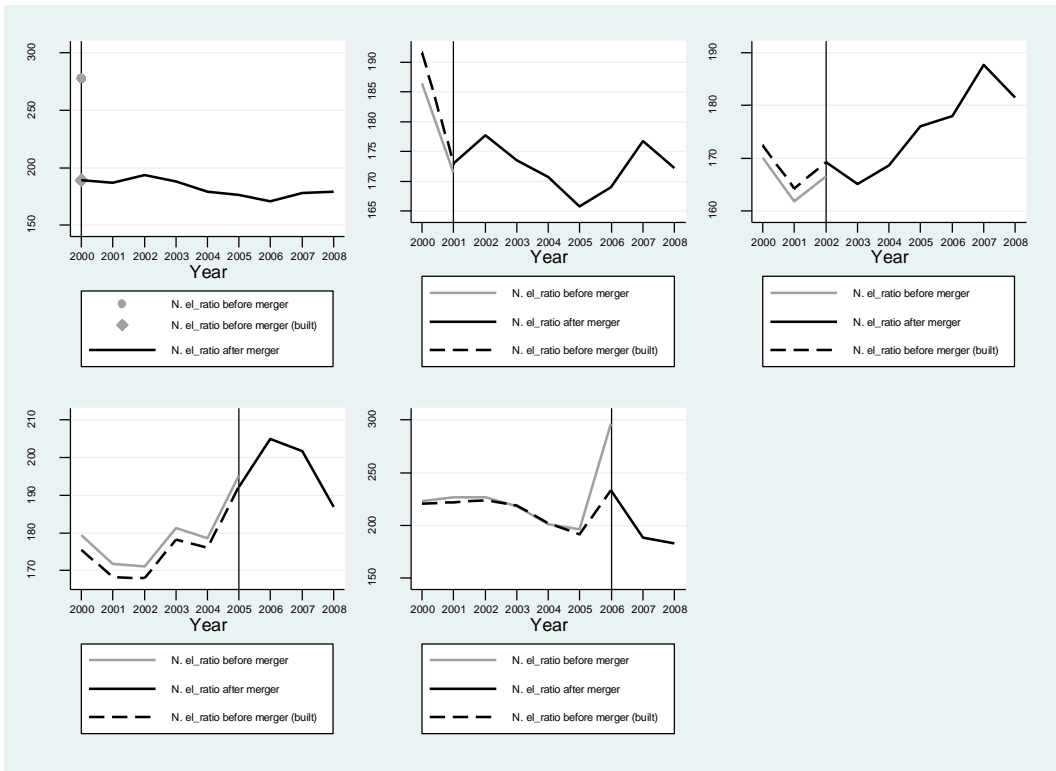 300
250
200
150
2000 2001 2002 2003 2004 2005 2006 2007 2008
Year
N. el_ratio before merger
N. el_ratio before merger (built)
N. el_ratio after merger
190
185
180
175
170
165
2000 2001 2002 2003 2004 2005 2006 2007 2008
Year
N. el_ratio before merger
N. el_ratio after merger
N. el_ratio before merger (built)
190
180
170
160
2000 2001 2002 2003 2004 2005 2006 2007 2008
Year
N. el_ratio before merger
N. el_ratio after merger
N. el_ratio before merger (built)
210
200
190
180
170
2000 2001 2002 2003 2004 2005 2006 2007 2008
Year
N. el_ratio before merger
N. el_ratio after merger
N. el_ratio before merger (built)
300
250
200
150
2000 2001 2002 2003 2004 2005 2006 2007 2008
Year
N. el_ratio before merger
N. el_ratio after merger
N. el_ratio before merger (built)